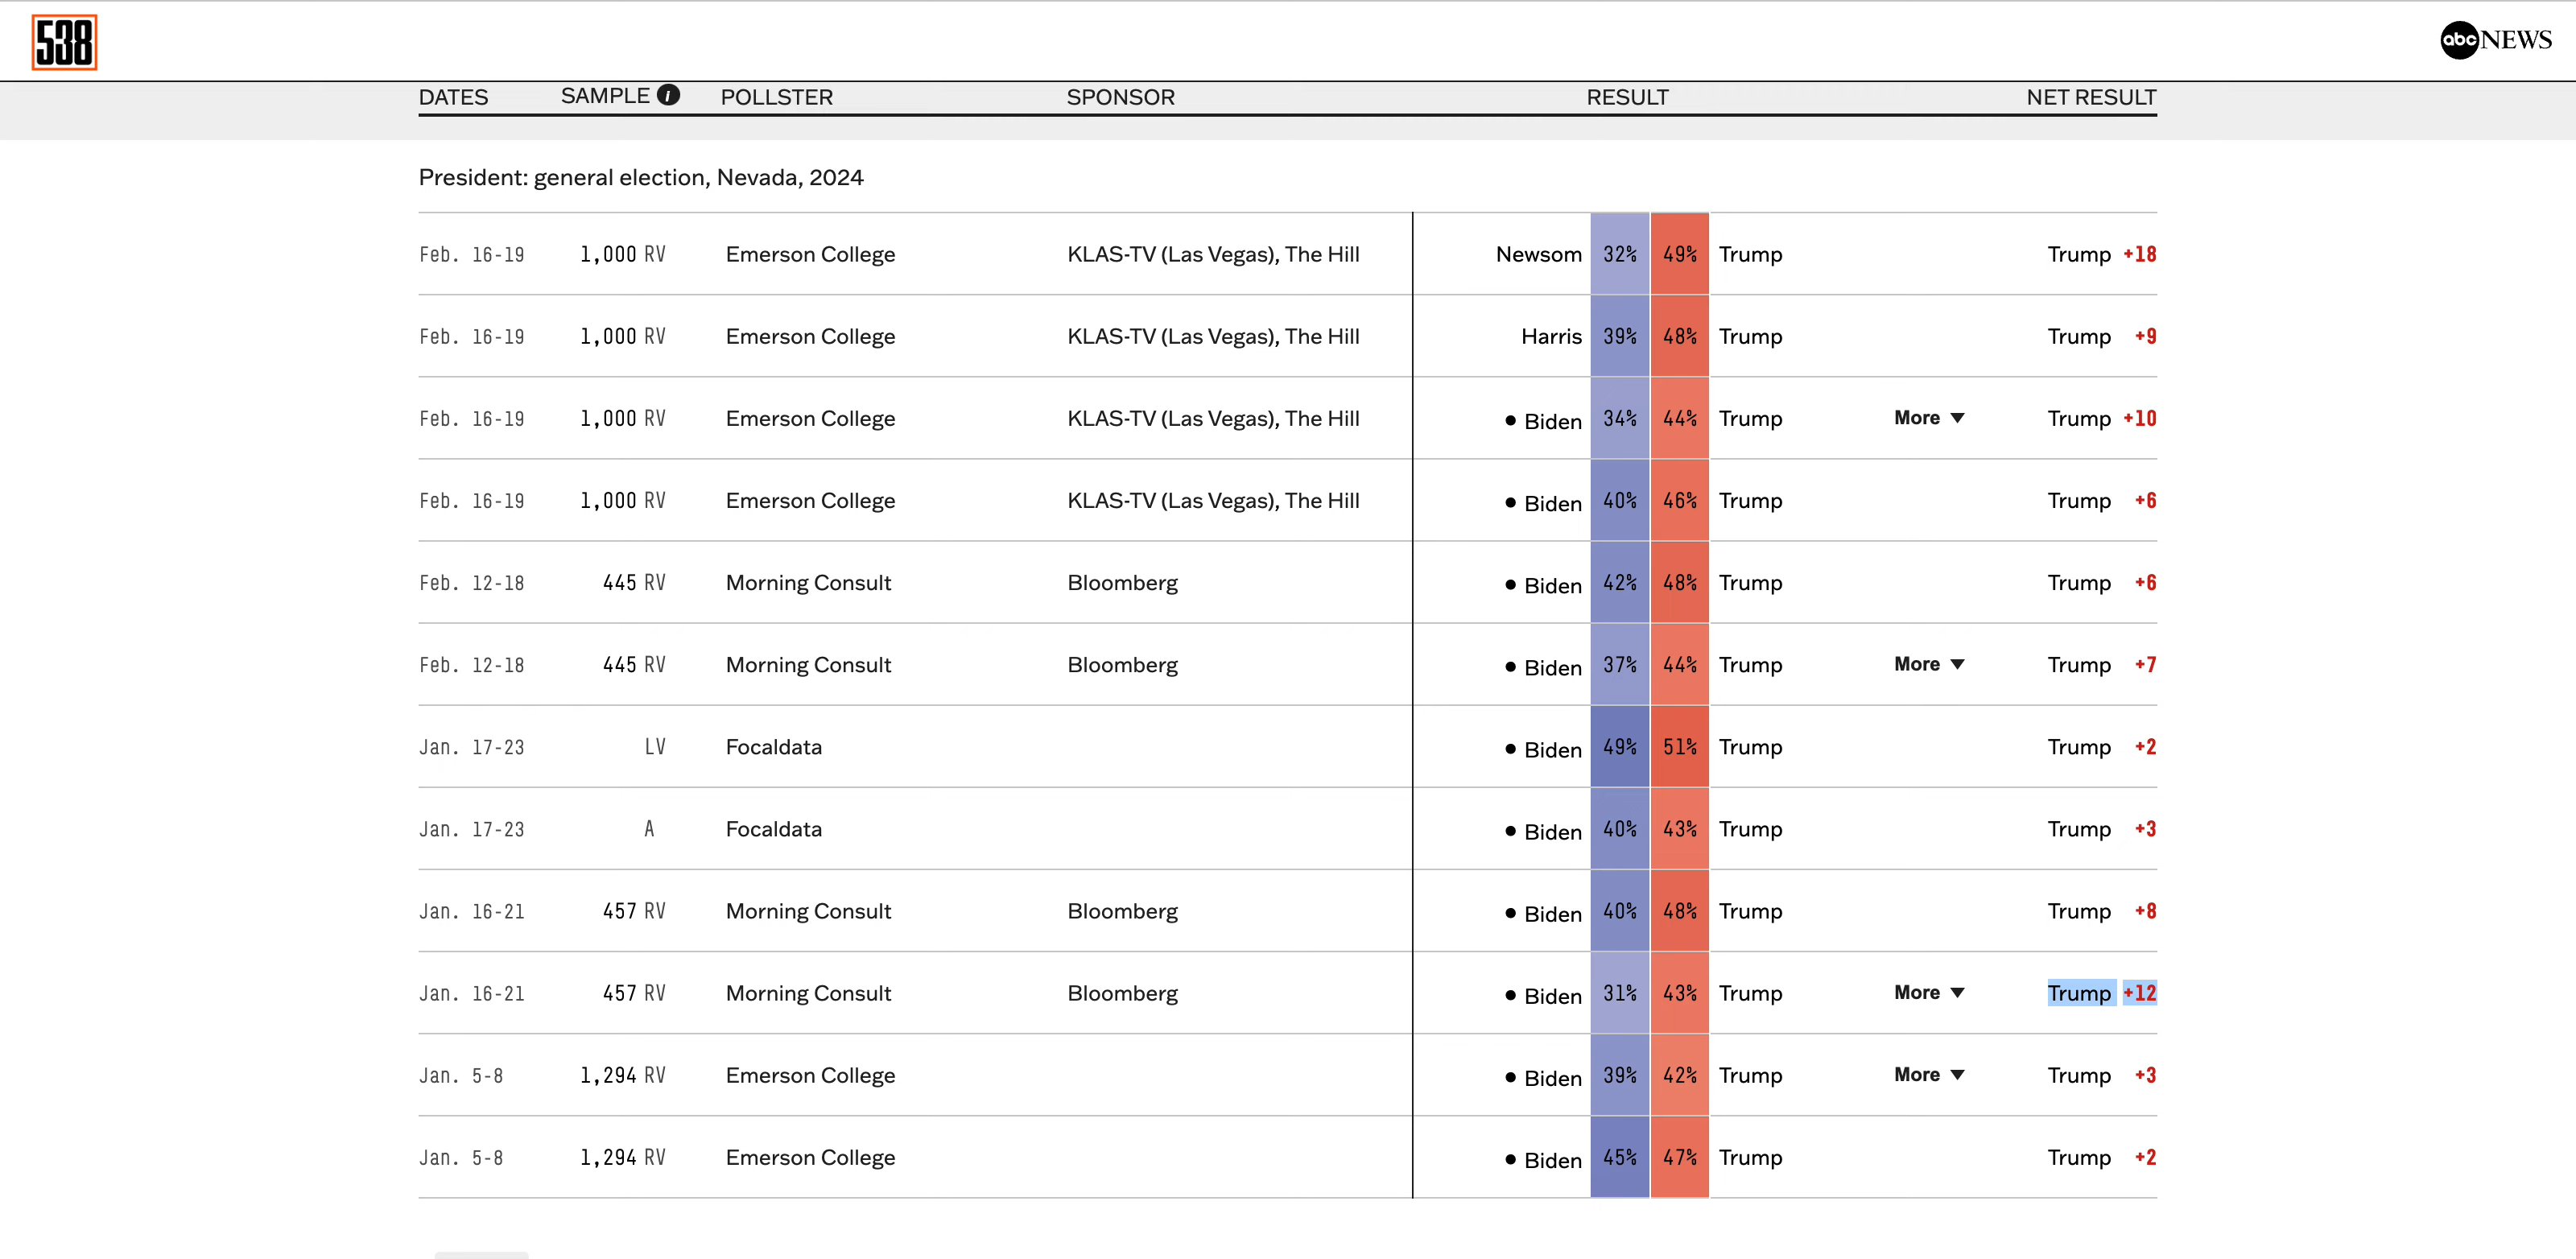 538
abc NEWS
DATES SAMPLE i POLLSTER SPONSOR RESULT NET RESULT
President: general election, Nevada, 2024
Feb. 16-19 1,000 RV Emerson College KLAS-TV (Las Vegas), The Hill Newsom 32% 49% Trump Trump +18
Feb. 16-19 1,000 RV Emerson College KLAS-TV (Las Vegas), The Hill Harris 39% 48% Trump Trump +9
Feb. 16-19 1,000 RV Emerson College KLAS-TV (Las Vegas), The Hill • Biden 34% 44% Trump More ▼ Trump +10
Feb. 16-19 1,000 RV Emerson College KLAS-TV (Las Vegas), The Hill • Biden 40% 46% Trump Trump +6
Feb. 12-18 445 RV Morning Consult Bloomberg • Biden 42% 48% Trump Trump +6
Feb. 12-18 445 RV Morning Consult Bloomberg • Biden 37% 44% Trump More ▼ Trump +7
Jan. 17-23 LV Focaldata • Biden 49% 51% Trump Trump +2
Jan. 17-23 A Focaldata • Biden 40% 43% Trump Trump +3
Jan. 16-21 457 RV Morning Consult Bloomberg • Biden 40% 48% Trump Trump +8
Jan. 16-21 457 RV Morning Consult Bloomberg • Biden 31% 43% Trump More ▼ Trump +12
Jan. 5-8 1,294 RV Emerson College • Biden 39% 42% Trump More ▼ Trump +3
Jan. 5-8 1,294 RV Emerson College • Biden 45% 47% Trump Trump +2